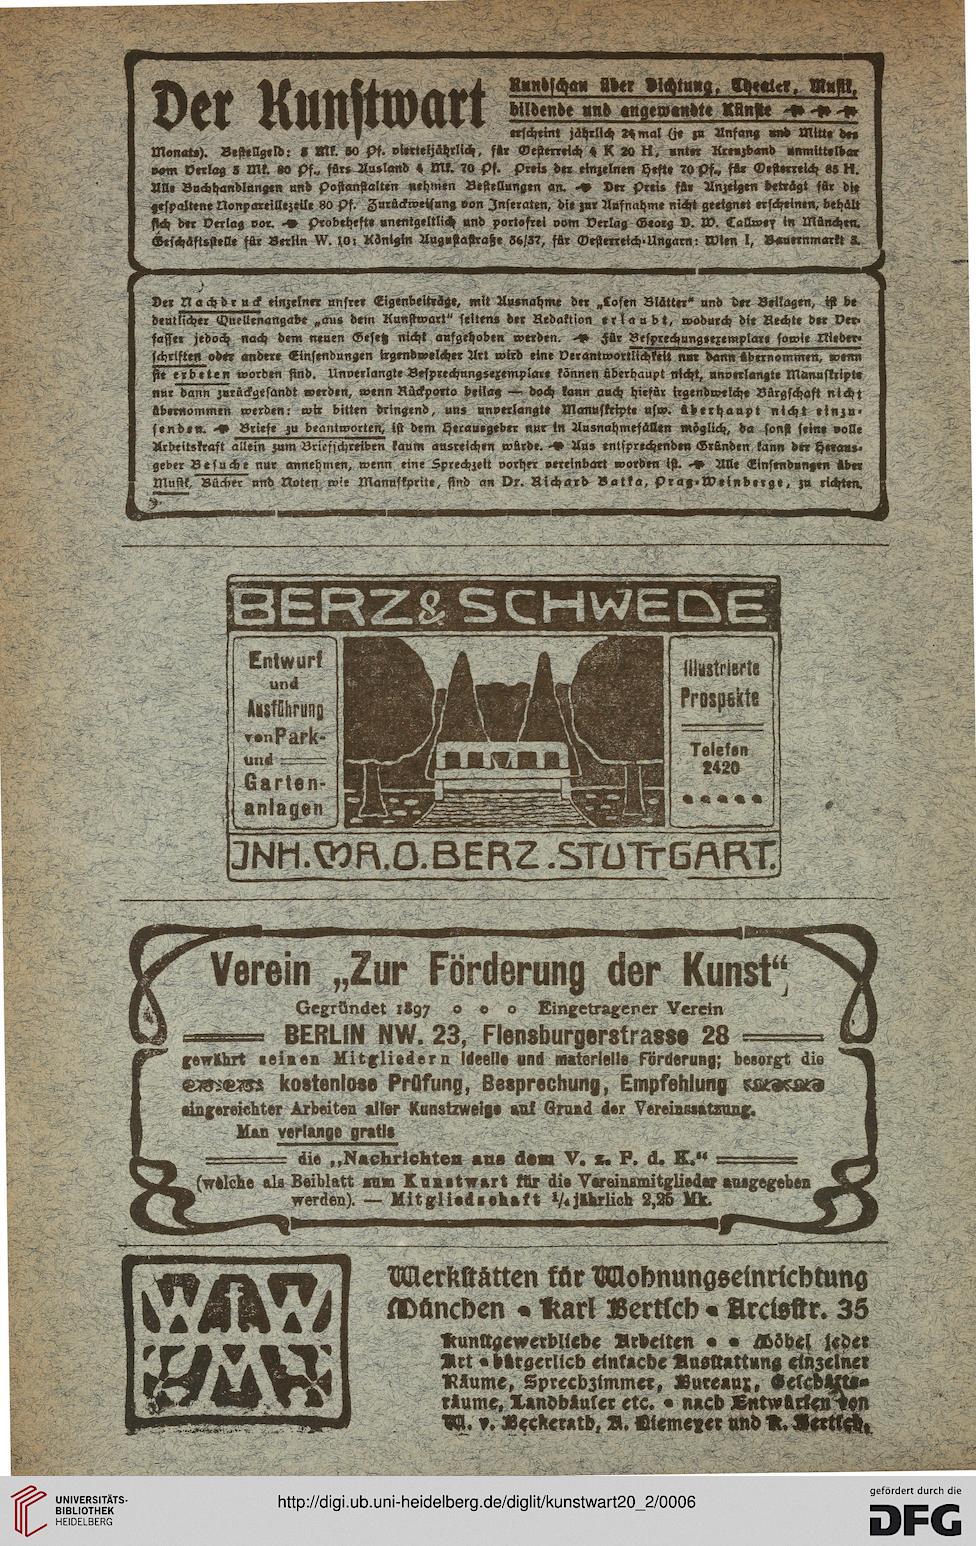 Der Kunstwart
Rundschau über Dichtung, Theater, Musik,
bildende und angewandte Künste
erscheint jährlich 24 mal (je zu Anfang und Mitte des
Monats). Bestellgeld: 3 Mk. 50 Pf. vierteljährlich, für Oesterreich 4 K 20 H, unter Kreuzband unmittelbar
vom Verlag 3 Mk. 80 Pf., fürs Ausland 4 Mk. 70 Pf. Preis der einzelnen Hefte 70 Pf., für Oesterreich 85 H.
Alle Buchhandlungen und Postanstalten nehmen Bestellungen an. Der Preis für Anzeigen beträgt für die
gespaltene Nonpareillezeile 80 Pf. Zurückweisung von Inseraten, die zur Aufnahme nicht geeignet erscheinen, behält
sich der Verlag vor. Probehefte unentgeltlich und portofrei vom Verlag Georg D. W. Callwey in München.
Geschäftsstelle für Berlin W. 10: Königin Augustastraße 36/37, für Oesterreich-Ungarn: Wien I, Bauernmarkt 3.
Der Nachdruck einzelner unsrer Eigenbeiträge, mit Ausnahme der „Losen Blätter“ und der Beilagen, ist bei
deutlicher Quellenangabe „aus dem Kunstwart“ seitens der Redaktion erlaubt, wodurch die Rechte der Ver-
fasser jedoch nach dem neuen Gesetz nicht aufgehoben werden. Für Besprechungsexemplare sowie Nieder-
schriften oder andere Einsendungen irgendwelcher Art wird eine Verantwortlichkeit nur dann übernommen, wenn
sie erbeten worden sind. Unverlangte Besprechungsexemplare können überhaupt nicht, unverlangte Manuskripte
nur dann zurückgesandt werden, wenn Rückporto beilag — doch kann auch hiefür irgendwelche Bürgschaft nicht
übernommen werden: wir bitten dringend, uns unverlangte Manuskripte usw. überhaupt nicht einzu-
senden. Briefe zu beantworten, ist dem Herausgeber nur in Ausnahmefällen möglich, da sonst seine volle
Arbeitskraft allein zum Briefschreiben kaum ausreichen würde. Aus entsprechenden Gründen kann der Heraus-
geber Besuche nur annehmen, wenn eine Sprechzeit vorher vereinbart worden ist. Alle Einsendungen über
Musik, Bücher und Noten wie Manuskprite, sind an Dr. Richard Batka, Prag-Weinberge, zu richten.
BERZ & SCHWEDE
Entwurf
und
Ausführung
von Park-
und
Garten-
anlagen
Illustrierte
Prospekte
Telefon
2420
INH. MR. O. BERZ. STUTTGART.
Verein „Zur Förderung der Kunst“
Gegründet 1897 o o o Eingetragener Verein
BERLIN NW. 23, Flensburgerstrasse 28
gewährt seinen Mitgliedern ideelle und materielle Förderung; besorgt die
kostenlose Prüfung, Besprechung, Empfehlung
eingereichter Arbeiten aller Kunstzweige auf Grund der Vereinssatzung.
Man verlange gratis
die „Nachrichten aus dem V. z. F. d. K.“
(welche als Beiblatt zum Kunstwart für die Vereinsmitglieder ausgegeben
werden). — Mitgliedschaft 1/4 jährlich 2,25 Mk.
Werkstätten für Wohnungseinrichtung
München • Karl Bertsch • Arcisstr. 35
Kunstgewerbliche Arbeiten • • Möbel jeder
Art • bürgerlich einfache Ausstattung einzelner
Räume, Sprechzimmer, Bureaux, Geschäfts-
räume, Landhäuser etc. • nach Entwürfen von
W. v. Beckerath, A. Niemeyer und K. Bertsch.
UNIVERSITÄTS-
BIBLIOTHEK
HEIDELBERG
http://digi.ub.uni-heidelberg.de/diglit/kunstwart20_2/0006
gefördert durch die
DFG